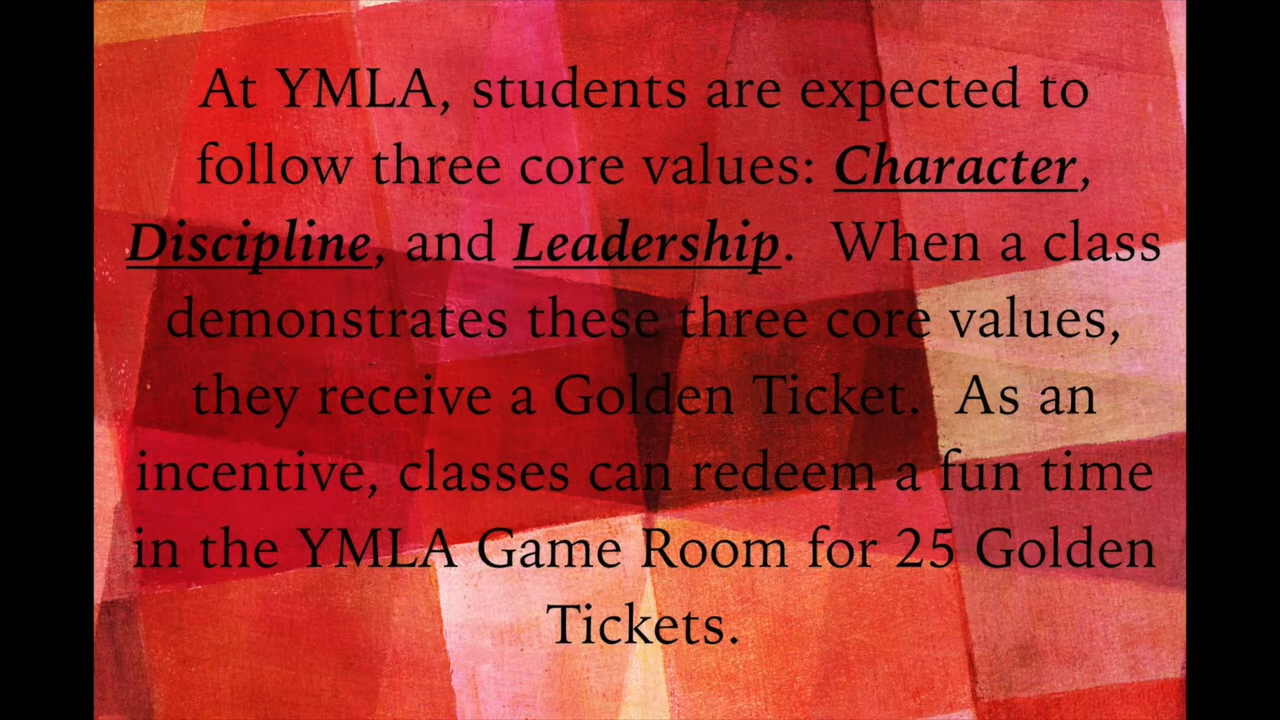 At YMLA, students are expected to
follow three core values: Character,
Discipline, and Leadership.  When a class
demonstrates these three core values,
they receive a Golden Ticket.  As an
incentive, classes can redeem a fun time
in the YMLA Game Room for 25 Golden
Tickets.